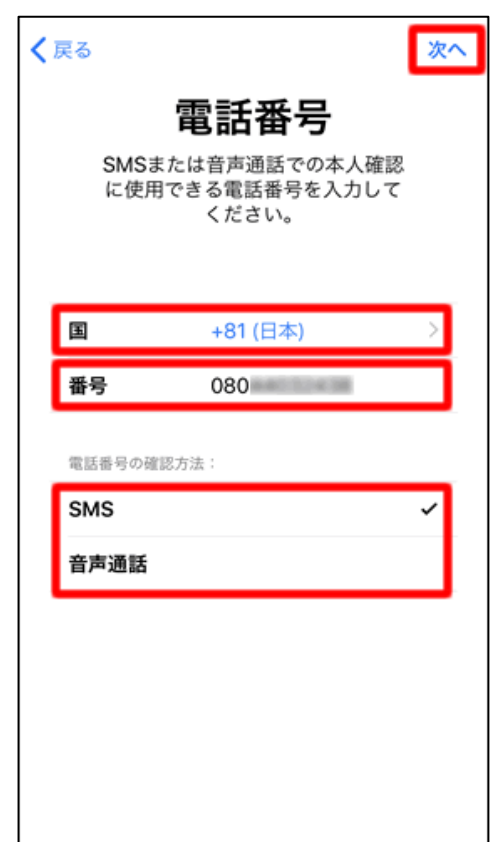 戻る
次へ
電話番号
SMSまたは音声通話での本人確認
に使用できる電話番号を入力して
ください。
国 +81 (日本)
番号 080
電話番号の確認方法：
SMS
音声通話